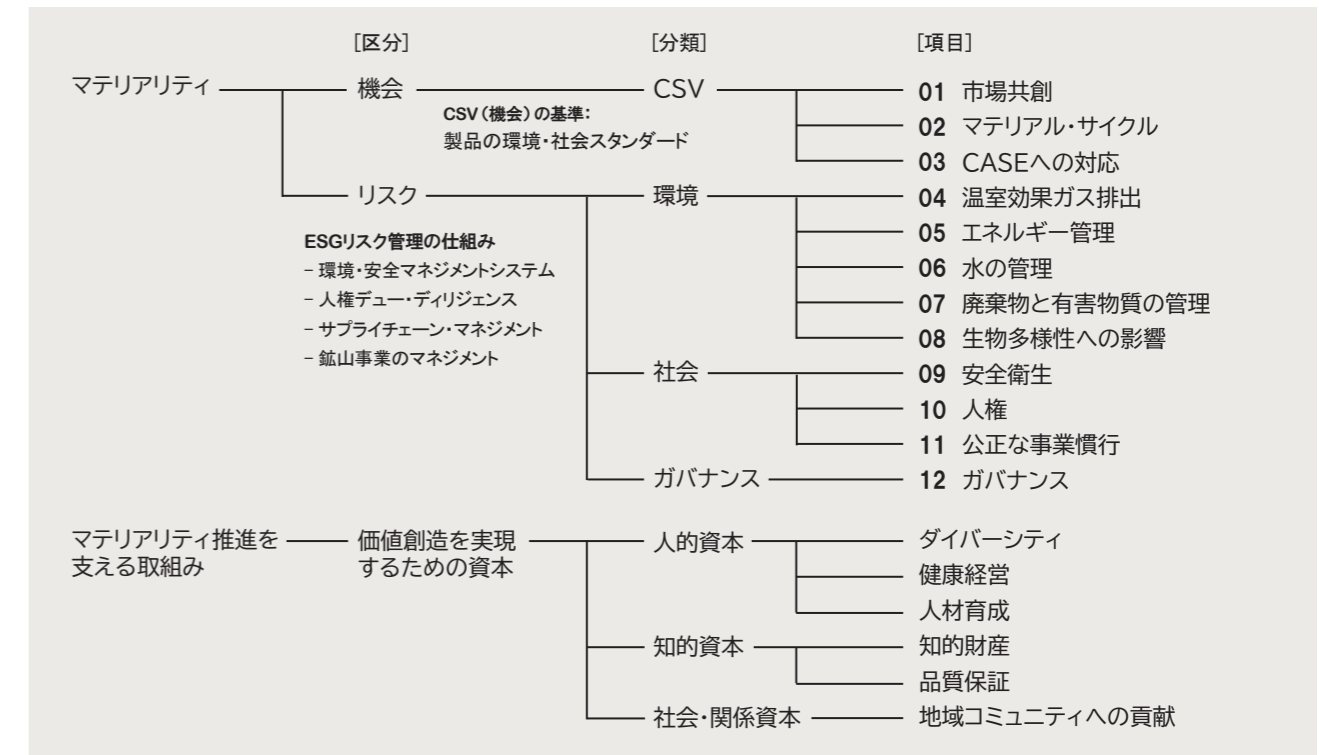 [区分] [分類] [項目]
マテリアリティ 機会 CSV 01 市場共創
CSV(機会)の基準:
製品の環境・社会スタンダード
02 マテリアル・サイクル
03 CASEへの対応
リスク 環境 04 温室効果ガス排出
ESGリスク管理の仕組み
– 環境・安全マネジメントシステム
– 人権デュー・ディリジェンス
– サプライチェーン・マネジメント
– 鉱山事業のマネジメント
05 エネルギー管理
06 水の管理
07 廃棄物と有害物質の管理
08 生物多様性への影響
社会 09 安全衛生
10 人権
11 公正な事業慣行
ガバナンス 12 ガバナンス
マテリアリティ推進を
支える取組み
価値創造を実現
するための資本
人的資本 ダイバーシティ
健康経営
人材育成
知的資本 知的財産
品質保証
社会・関係資本 地域コミュニティへの貢献